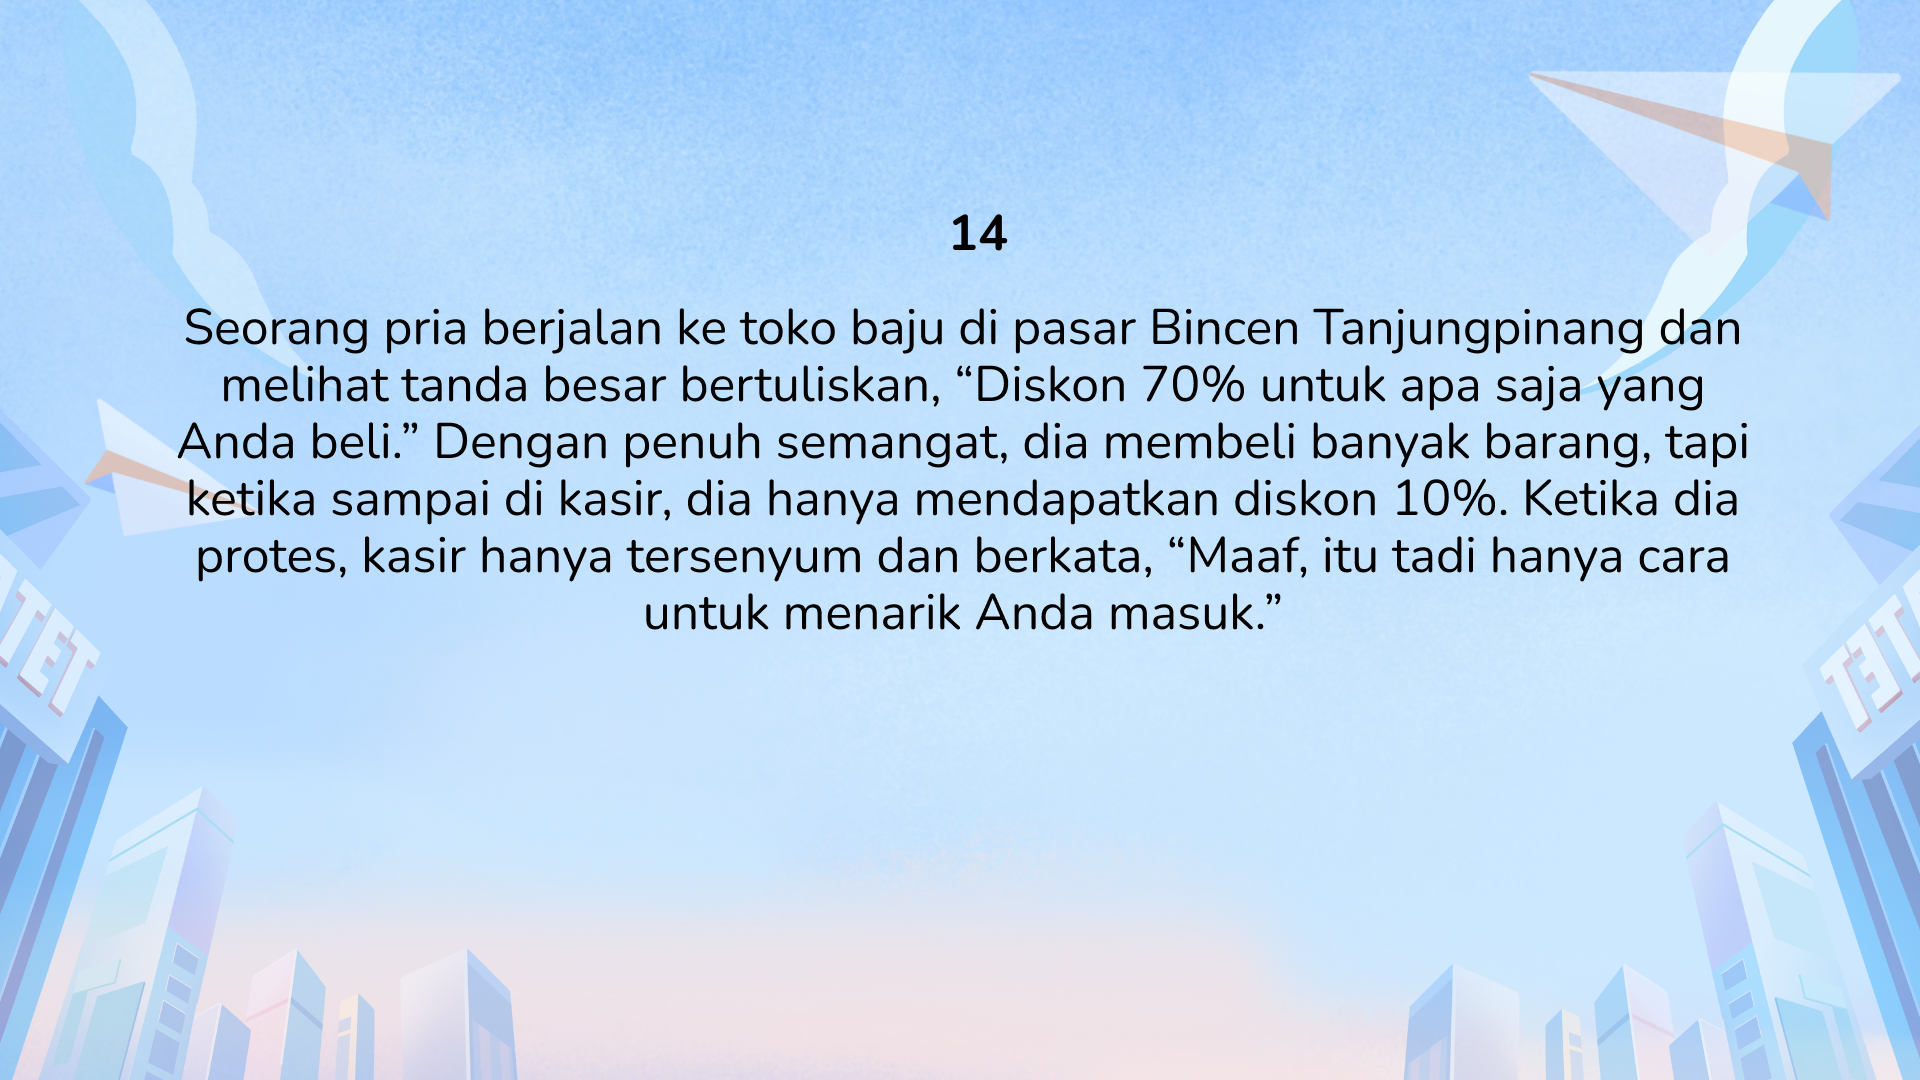 14
Seorang pria berjalan ke toko baju di pasar Bincen Tanjungpinang dan
melihat tanda besar bertuliskan, “Diskon 70% untuk apa saja yang
Anda beli.” Dengan penuh semangat, dia membeli banyak barang, tapi
ketika sampai di kasir, dia hanya mendapatkan diskon 10%. Ketika dia
protes, kasir hanya tersenyum dan berkata, “Maaf, itu tadi hanya cara
untuk menarik Anda masuk.”